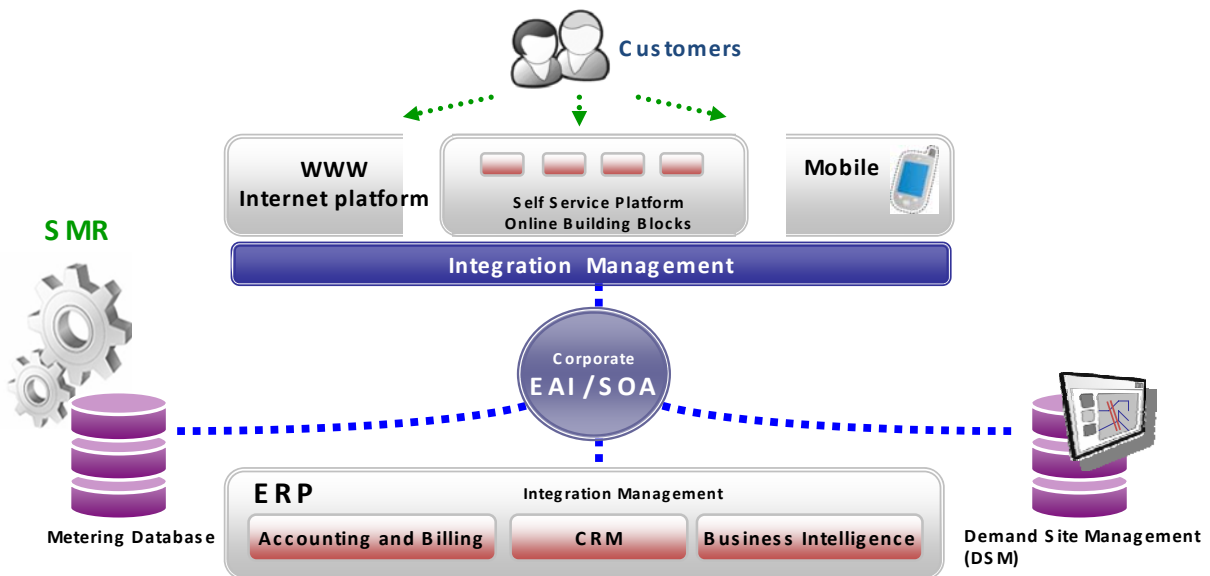 Customers
WWW
Internet platform
Self Service Platform
Online Building Blocks
Mobile
SMR
Integration Management
Corporate
EAI/SOA
Metering Database
ERP
Integration Management
Accounting and Billing
CRM
Business Intelligence
Demand Site Management
(DSM)